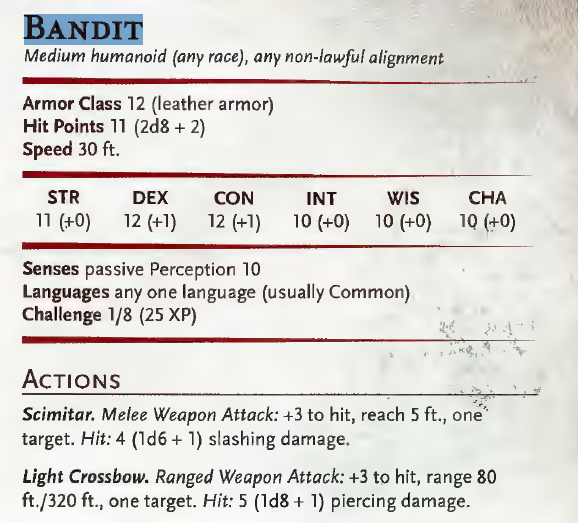 BANDIT
Medium humanoid (any race), any non-lawful alignment
Armor Class 12 (leather armor)
Hit Points 11 (2d8 + 2)
Speed 30 ft.
STR DEX CON INT WIS CHA
11 (+0) 12 (+1) 12 (+1) 10 (+0) 10 (+0) 10 (+0)
Senses passive Perception 10
Languages any one language (usually Common)
Challenge 1/8 (25 XP)
ACTIONS
Scimitar. Melee Weapon Attack: +3 to hit, reach 5 ft., one
target. Hit: 4 (1d6 + 1) slashing damage.
Light Crossbow. Ranged Weapon Attack: +3 to hit, range 80
ft./320 ft., one target. Hit: 5 (1d8 + 1) piercing damage.